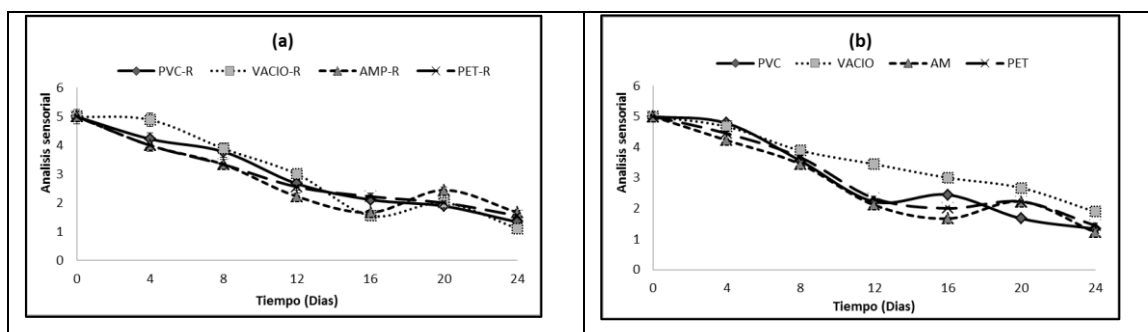 (a)
PVC-R VACIO-R AMP-R PET-R
Analisis sensorial
6
5
4
3
2
1
0
0 4 8 12 16 20 24
Tiempo (Dias)
(b)
PVC VACIO AM PET
Analisis sensorial
6
5
4
3
2
1
0
0 4 8 12 16 20 24
Tiempo (Dias)